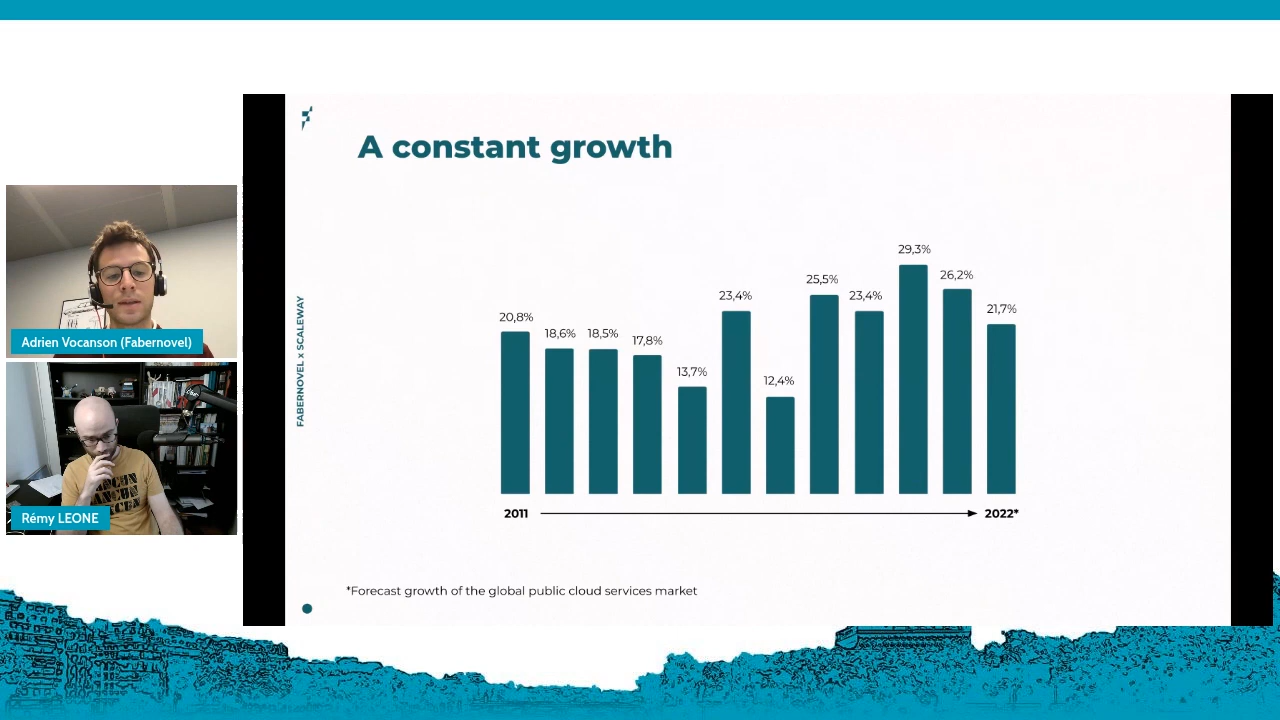 A constant growth
FABERNOVEL x SCALEWAY
20,8%
18,6%
18,5%
17,8%
13,7%
23,4%
12,4%
25,5%
23,4%
29,3%
26,2%
21,7%
2011
2022*
*Forecast growth of the global public cloud services market
Adrien Vocanson (Fabernovel)
Rémy LEONE